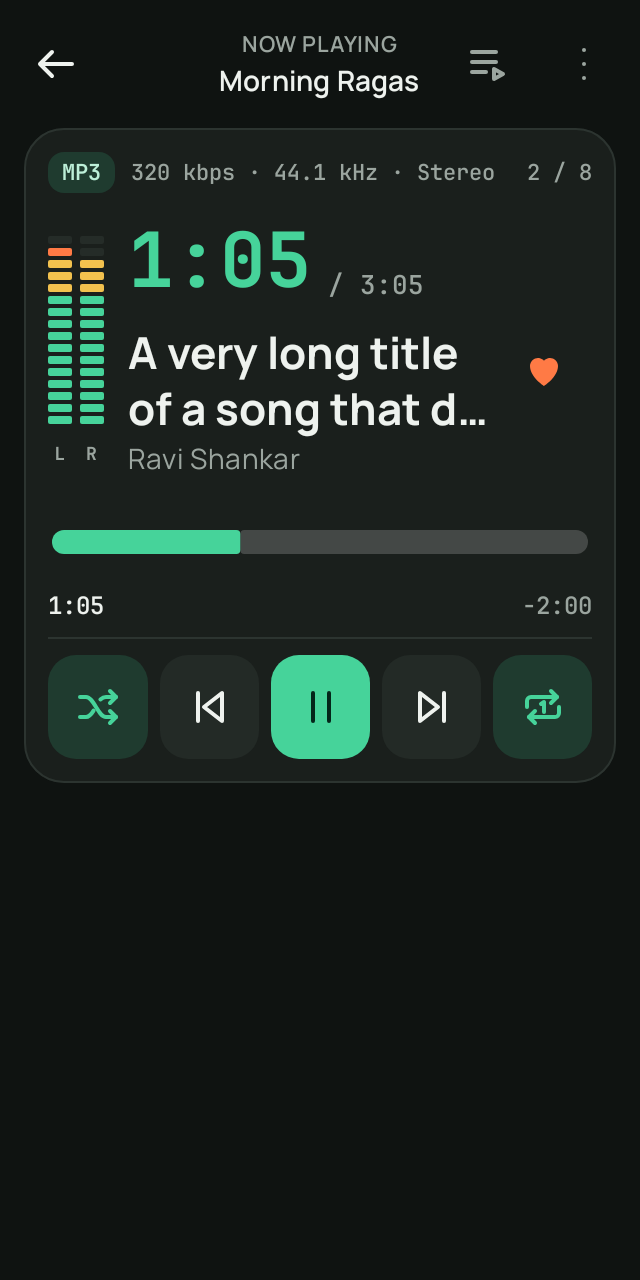 NOW PLAYING
Morning Ragas
MP3 320 kbps · 44.1 kHz · Stereo 2 / 8
1:05 / 3:05
A very long title
of a song that d…
L R
Ravi Shankar
1:05 -2:00
1